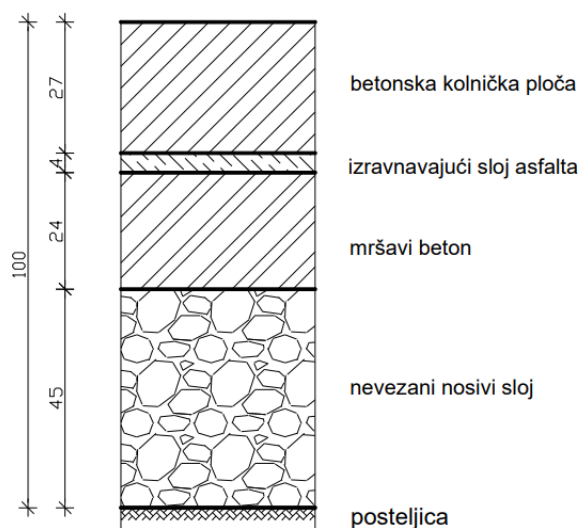 27
betonska kolnička ploča
4
izravnavajući sloj asfalta
24
mršavi beton
100
45
nevezani nosivi sloj
posteljica